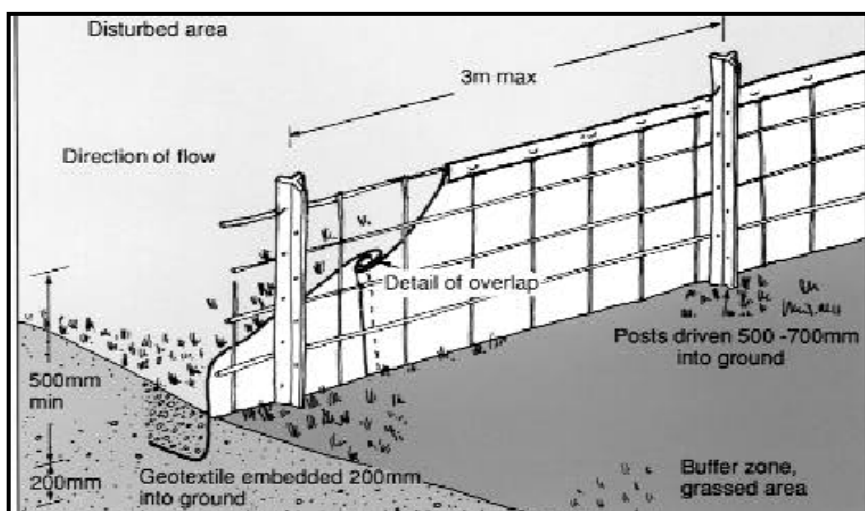 Disturbed area
3m max
Direction of flow
Detail of overlap
Posts driven 500 -700mm
into ground
500mm
min
200mm
Geotextile embedded 200mm
into ground
Buffer zone,
grassed area